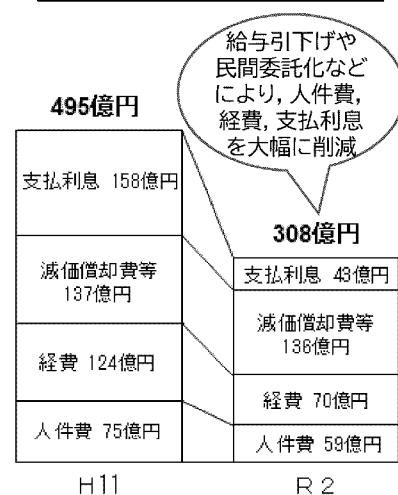 給与引下げや
民間委託化など
により，人件費，
経費，支払利息
を大幅に削減
495億円
支払利息 158億円
減価償却費等
137億円
経費 124億円
人件費 75億円
H11
308億円
支払利息 43億円
減価償却費等
136億円
経費 70億円
人件費 59億円
R2